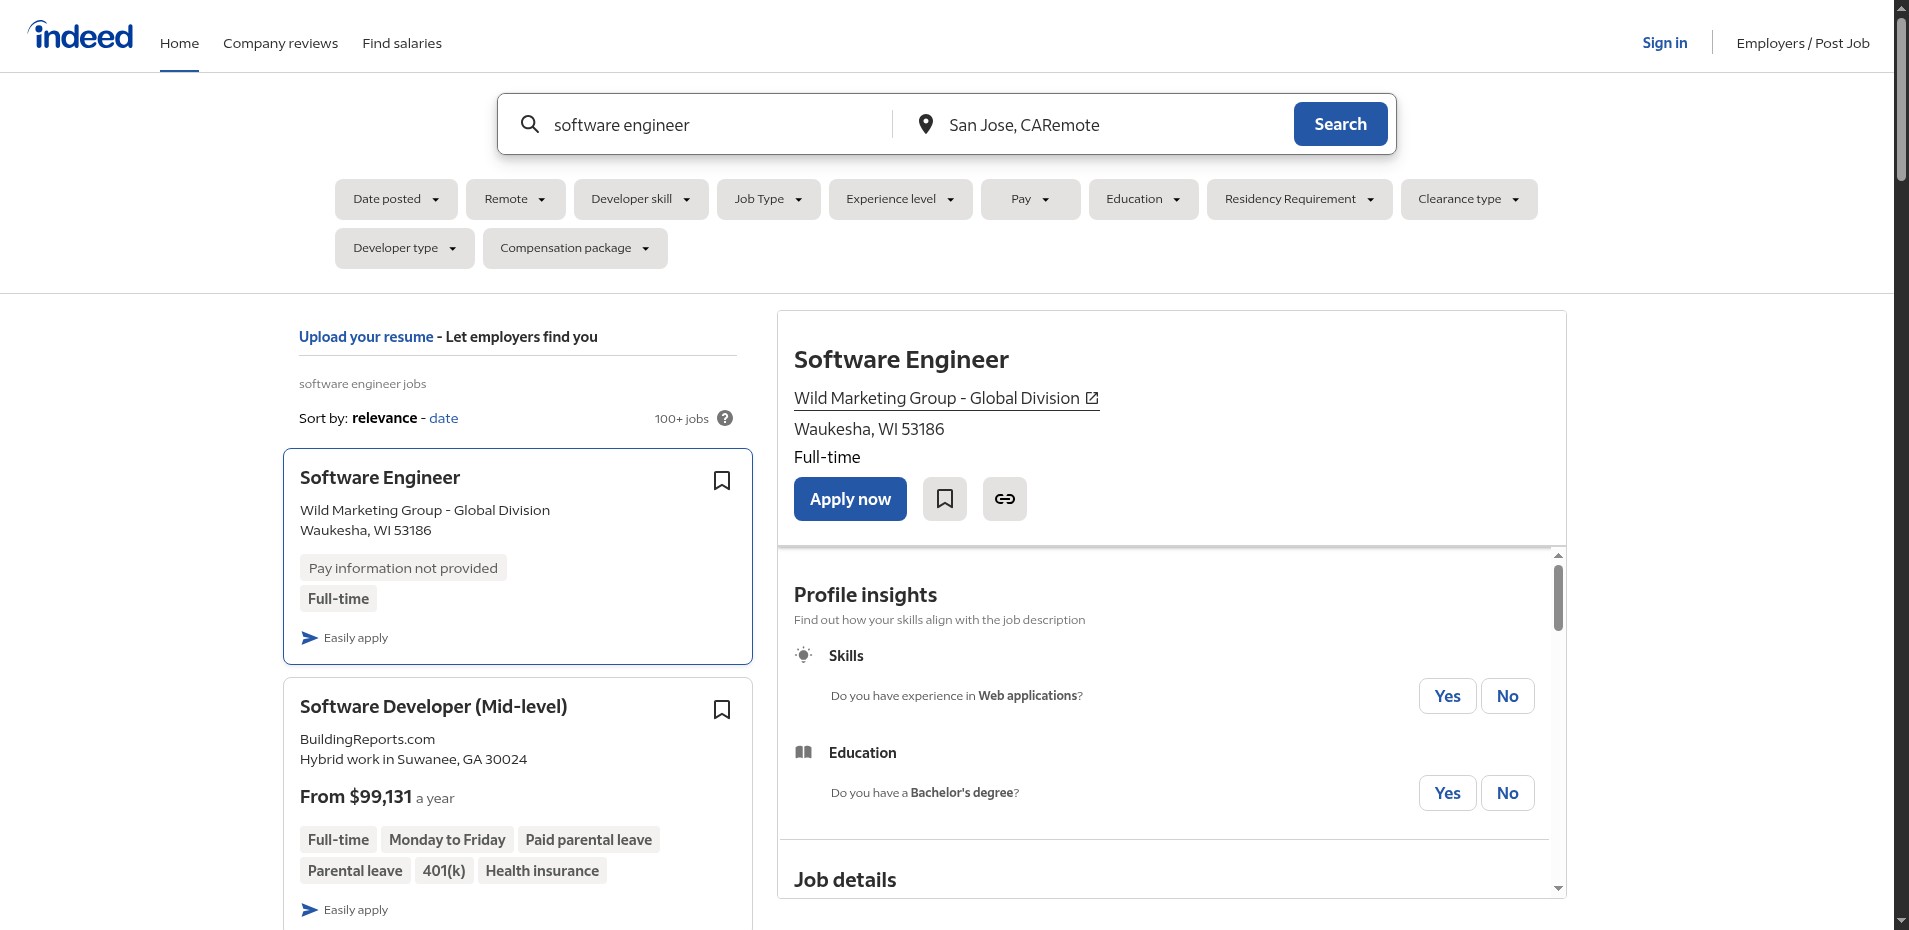 indeed
Home Company reviews Find salaries
Sign in Employers / Post Job
software engineer San Jose, CARemote Search
Date posted Remote Developer skill Job Type Experience level Pay Education Residency Requirement Clearance type
Developer type Compensation package
Upload your resume - Let employers find you
software engineer jobs
Sort by: relevance - date
100+ jobs ?
Software Engineer
Wild Marketing Group - Global Division
Waukesha, WI 53186
Pay information not provided
Full-time
Easily apply
Software Developer (Mid-level)
BuildingReports.com
Hybrid work in Suwanee, GA 30024
From $99,131 a year
Full-time Monday to Friday Paid parental leave
Parental leave 401(k) Health insurance
Easily apply
Software Engineer
Wild Marketing Group - Global Division
Waukesha, WI 53186
Full-time
Apply now
Profile insights
Find out how your skills align with the job description
Skills
Do you have experience in Web applications? Yes No
Education
Do you have a Bachelor's degree? Yes No
Job details